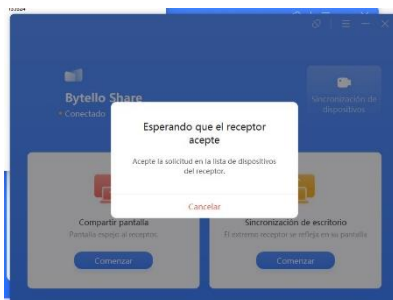 Bytello Share
• Conectado
Sincronización de
dispositivos
Esperando que el receptor
acepte
Acepte la solicitud en la lista de dispositivos
del receptor.
Cancelar
Compartir pantalla
Pantalla espejo al receptor.
Comenzar
Sincronización de escritorio
El extremo receptor se refleja en su pantalla
Comenzar